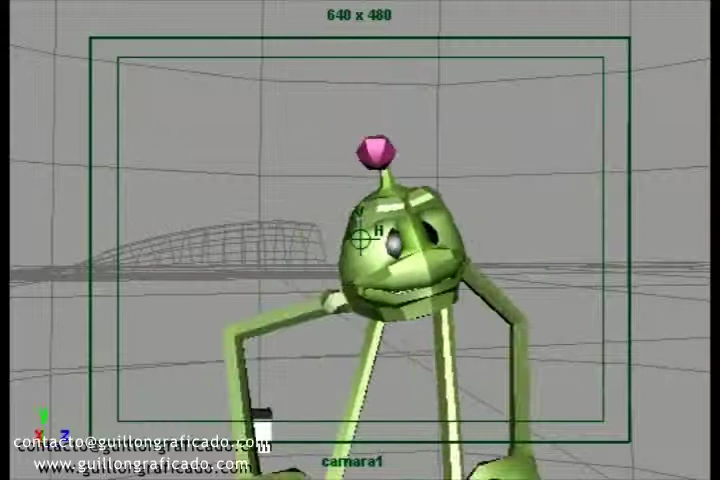 640 x 480
H
y
x z
contacto@guillongraficado.com
www.guillongraficado.com
camara1